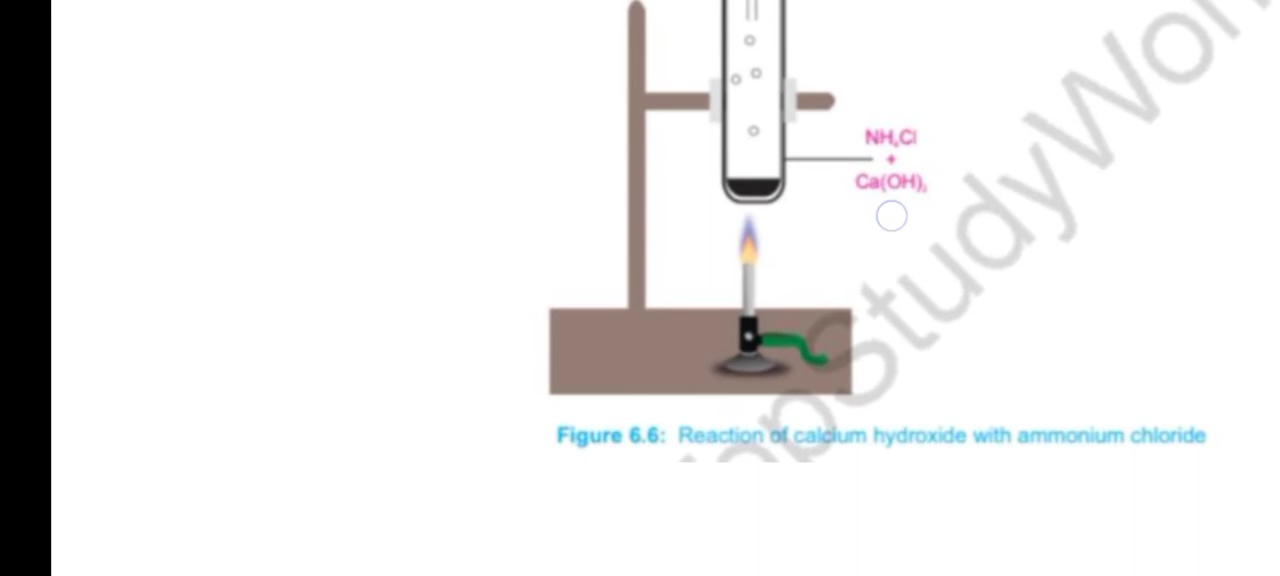 NH₄Cl
+
Ca(OH)₂
Figure 6.6: Reaction of calcium hydroxide with ammonium chloride